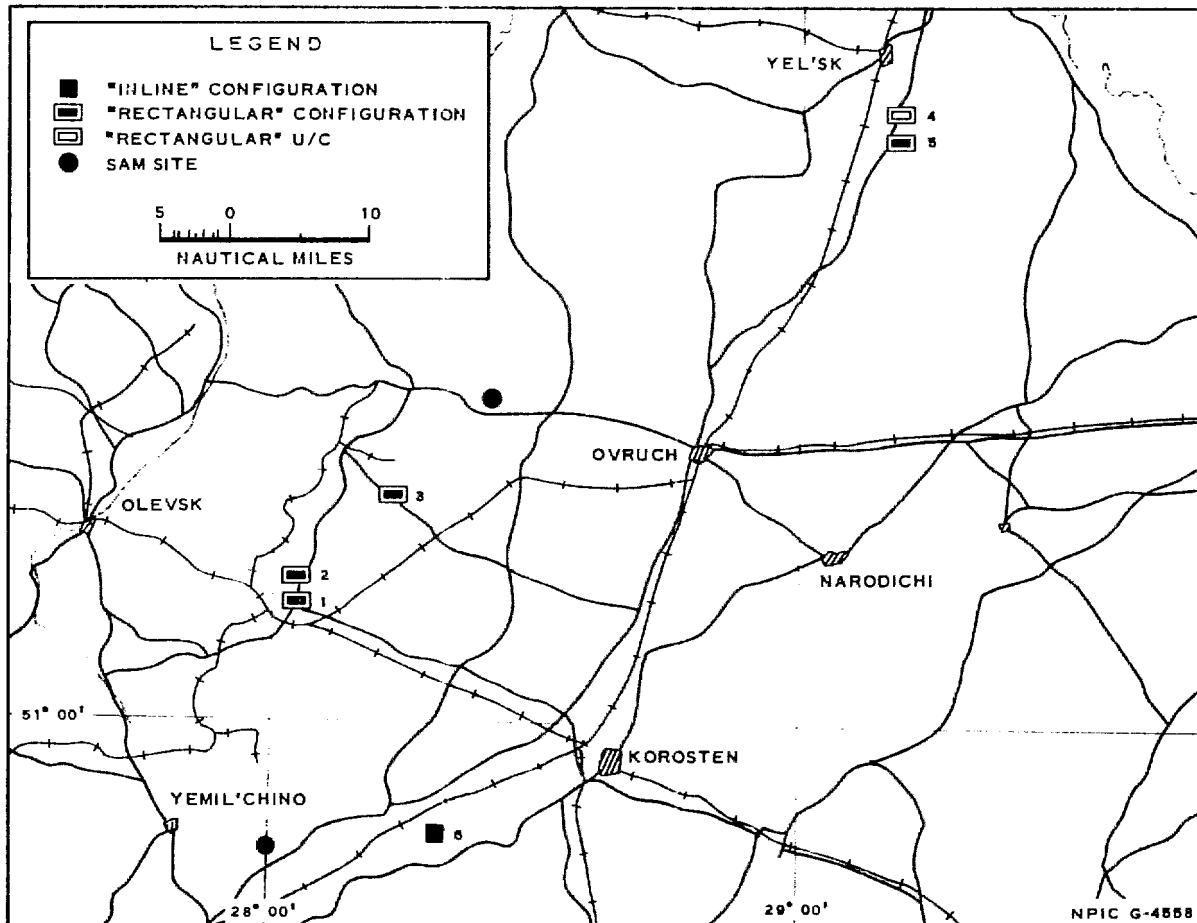 LEGEND
"INLINE" CONFIGURATION
"RECTANGULAR" CONFIGURATION
"RECTANGULAR" U/C
SAM SITE
5 0 10
NAUTICAL MILES
YEL'SK
4
5
OVRUCH
OLEVSK
3
NARODICHI
2
1
51° 00'
KOROSTEN
YEMIL'CHINO
6
28° 00'
29° 00'
NPIC G-4558